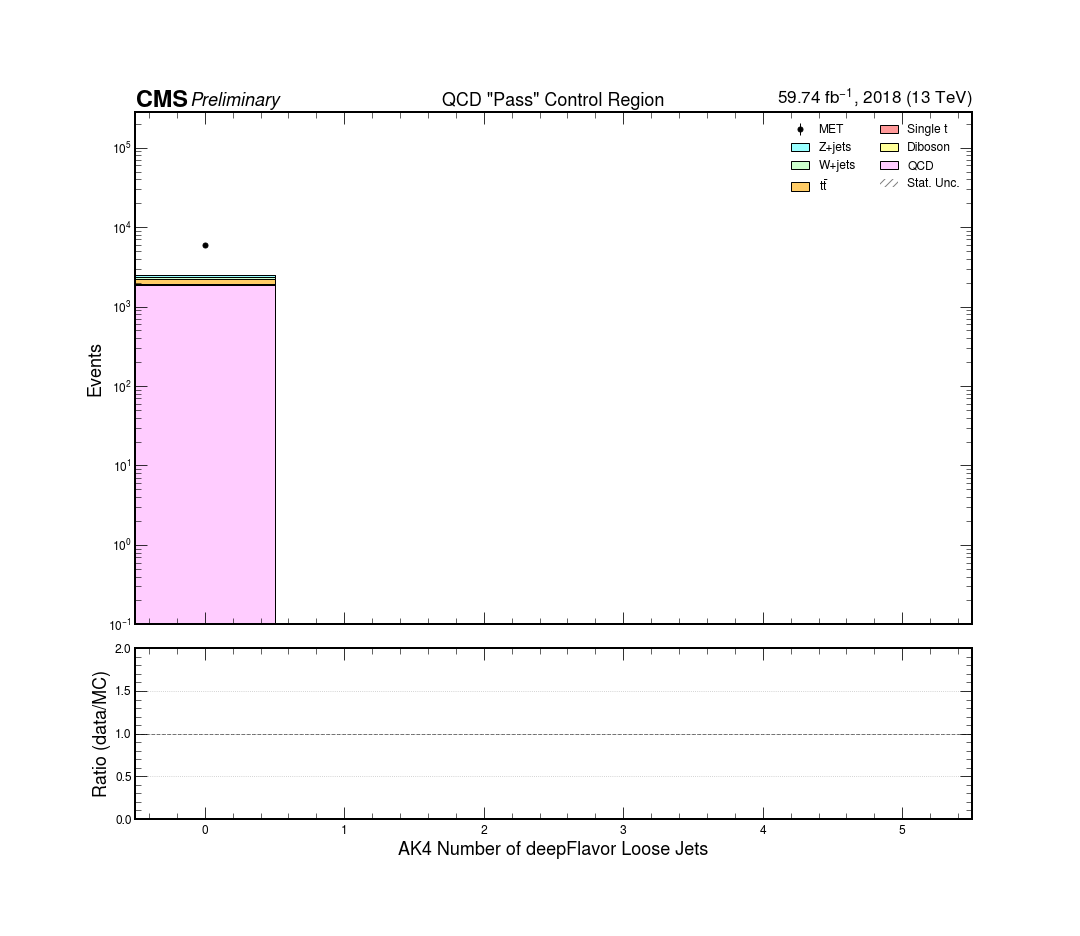 CMS Preliminary QCD "Pass" Control Region 59.74 fb⁻¹, 2018 (13 TeV)
MET Single t
Z+jets Diboson
W+jets QCD
tt̄ Stat. Unc.
10⁵
10⁴
10³
10²
10¹
10⁰
10⁻¹
Events
2.0
1.5
1.0
0.5
0.0
Ratio (data/MC)
0 1 2 3 4 5
AK4 Number of deepFlavor Loose Jets